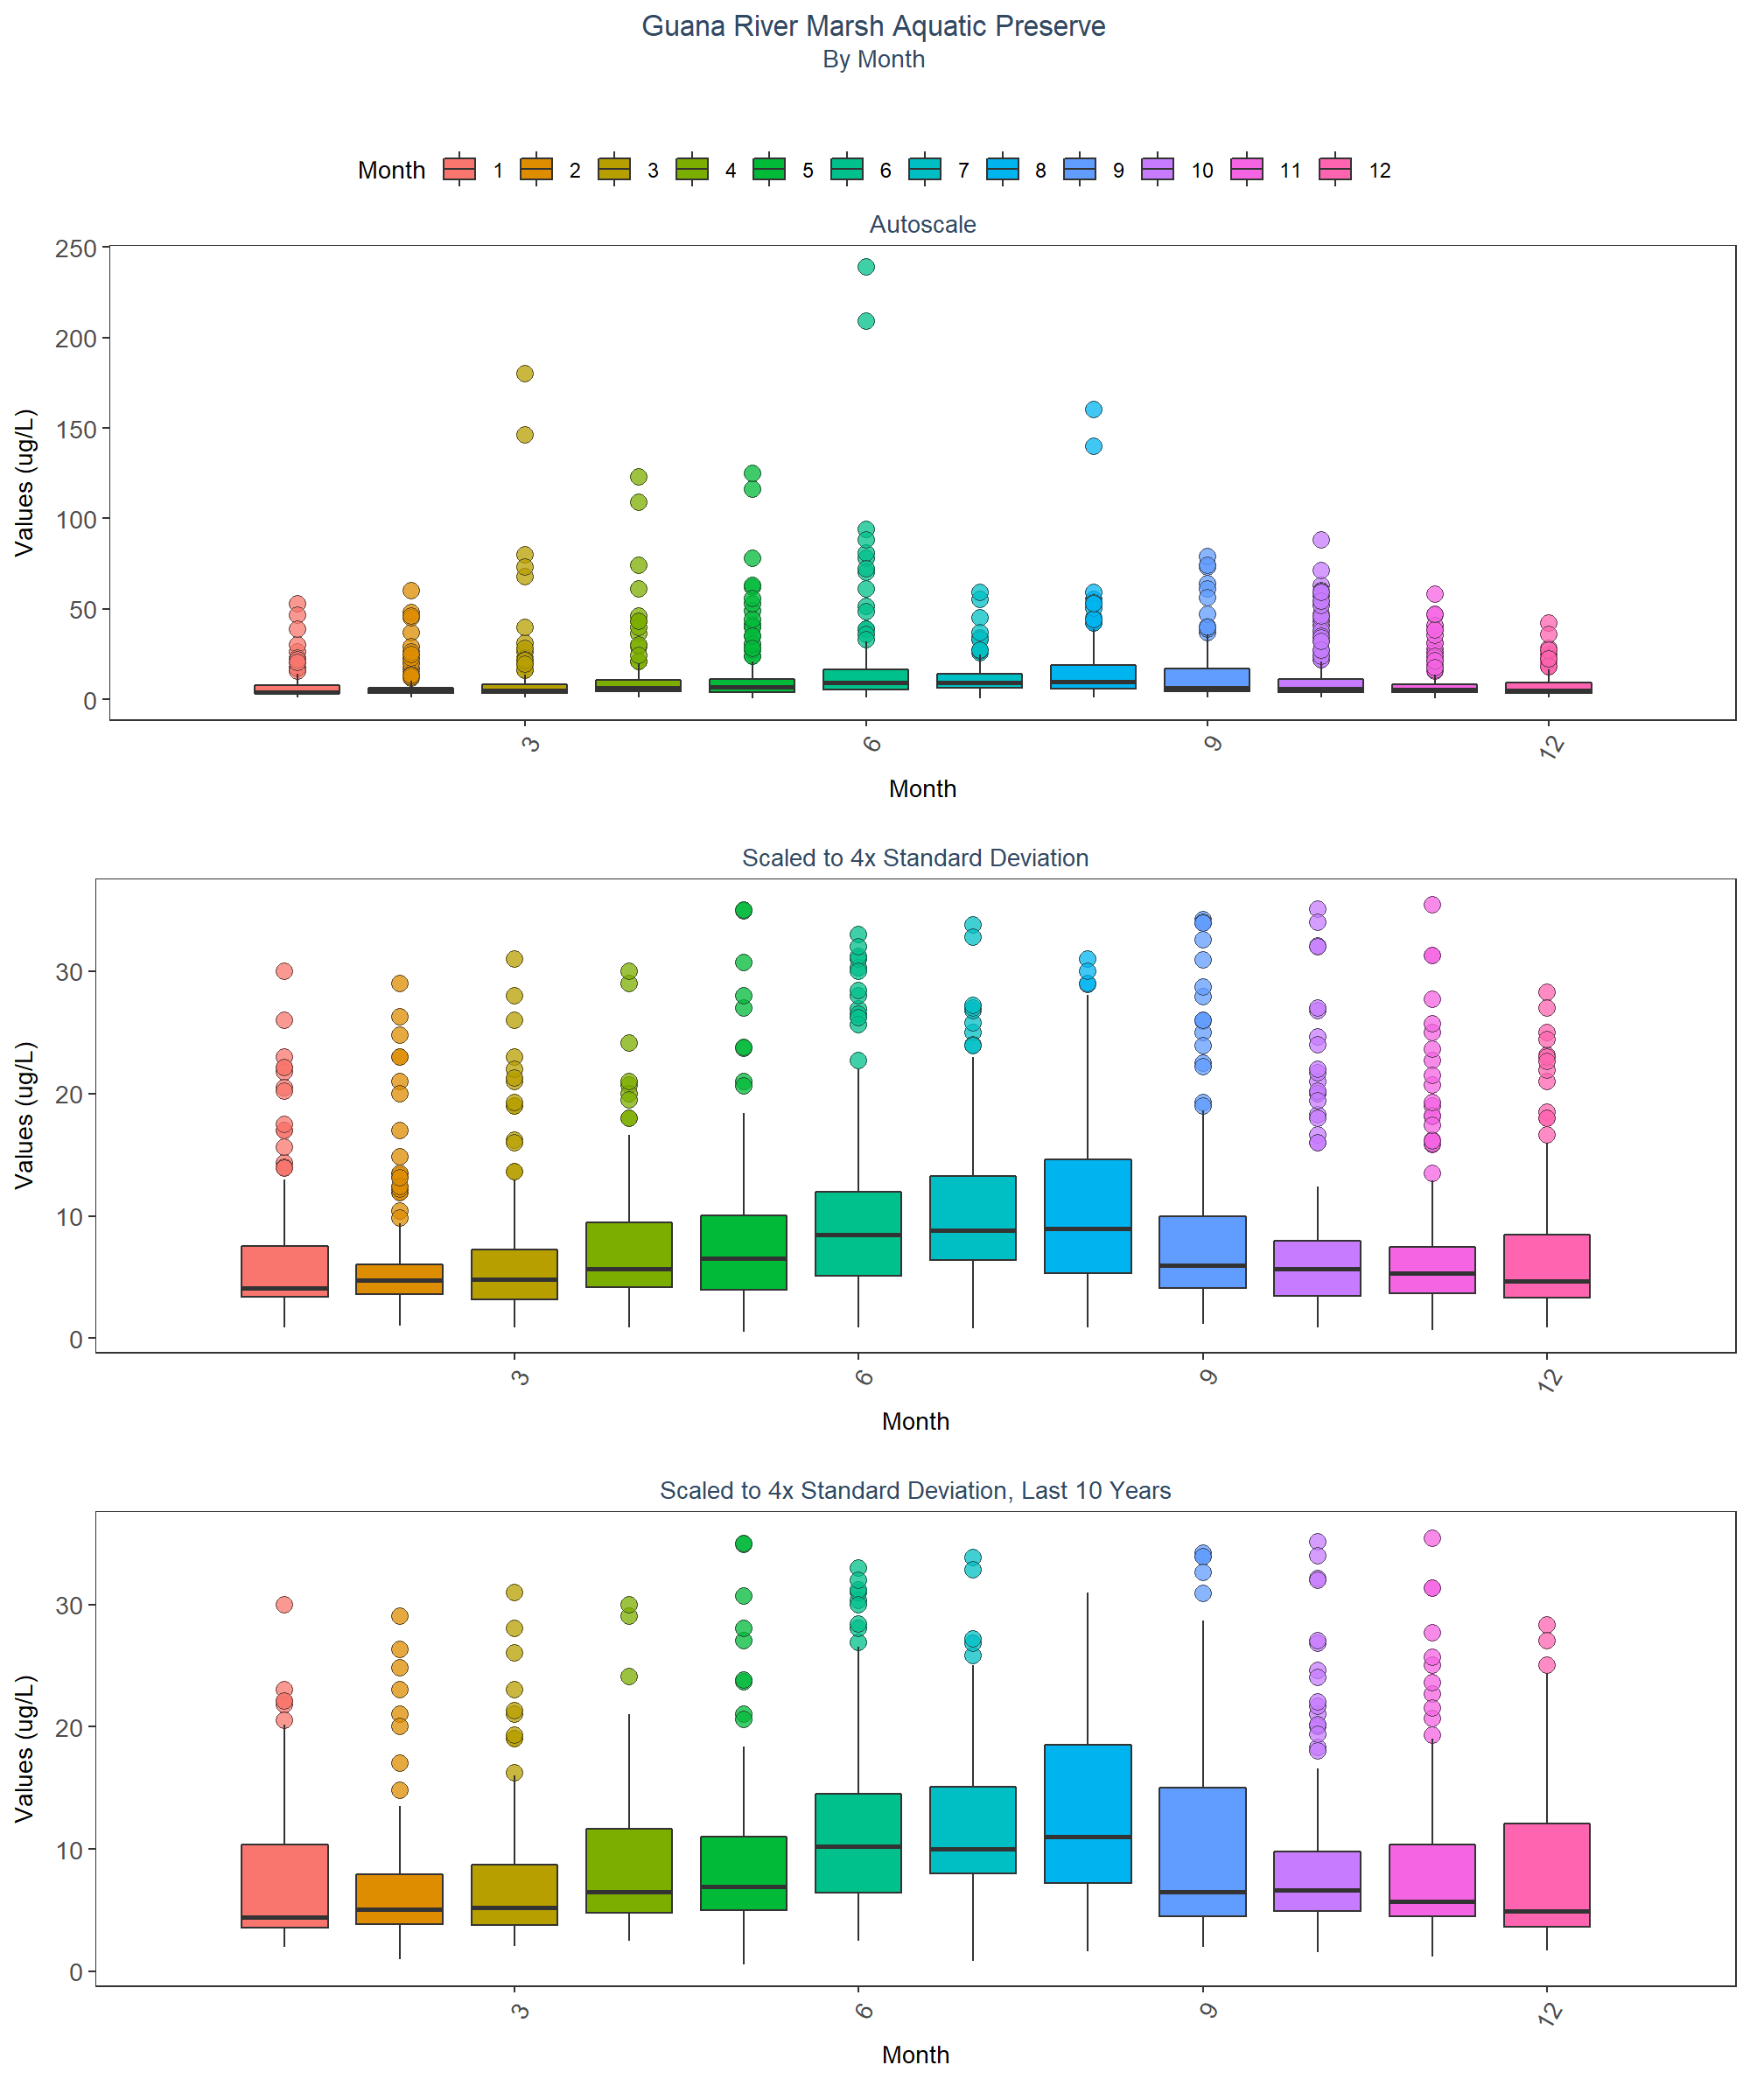 Guana River Marsh Aquatic Preserve
By Month
Month 1 2 3 4 5 6 7 8 9 10 11 12
Autoscale
250
200
150
100
50
0
Values (ug/L)
3 6 9 12
Month
Scaled to 4x Standard Deviation
30
20
10
0
Values (ug/L)
3 6 9 12
Month
Scaled to 4x Standard Deviation, Last 10 Years
30
20
10
0
Values (ug/L)
3 6 9 12
Month